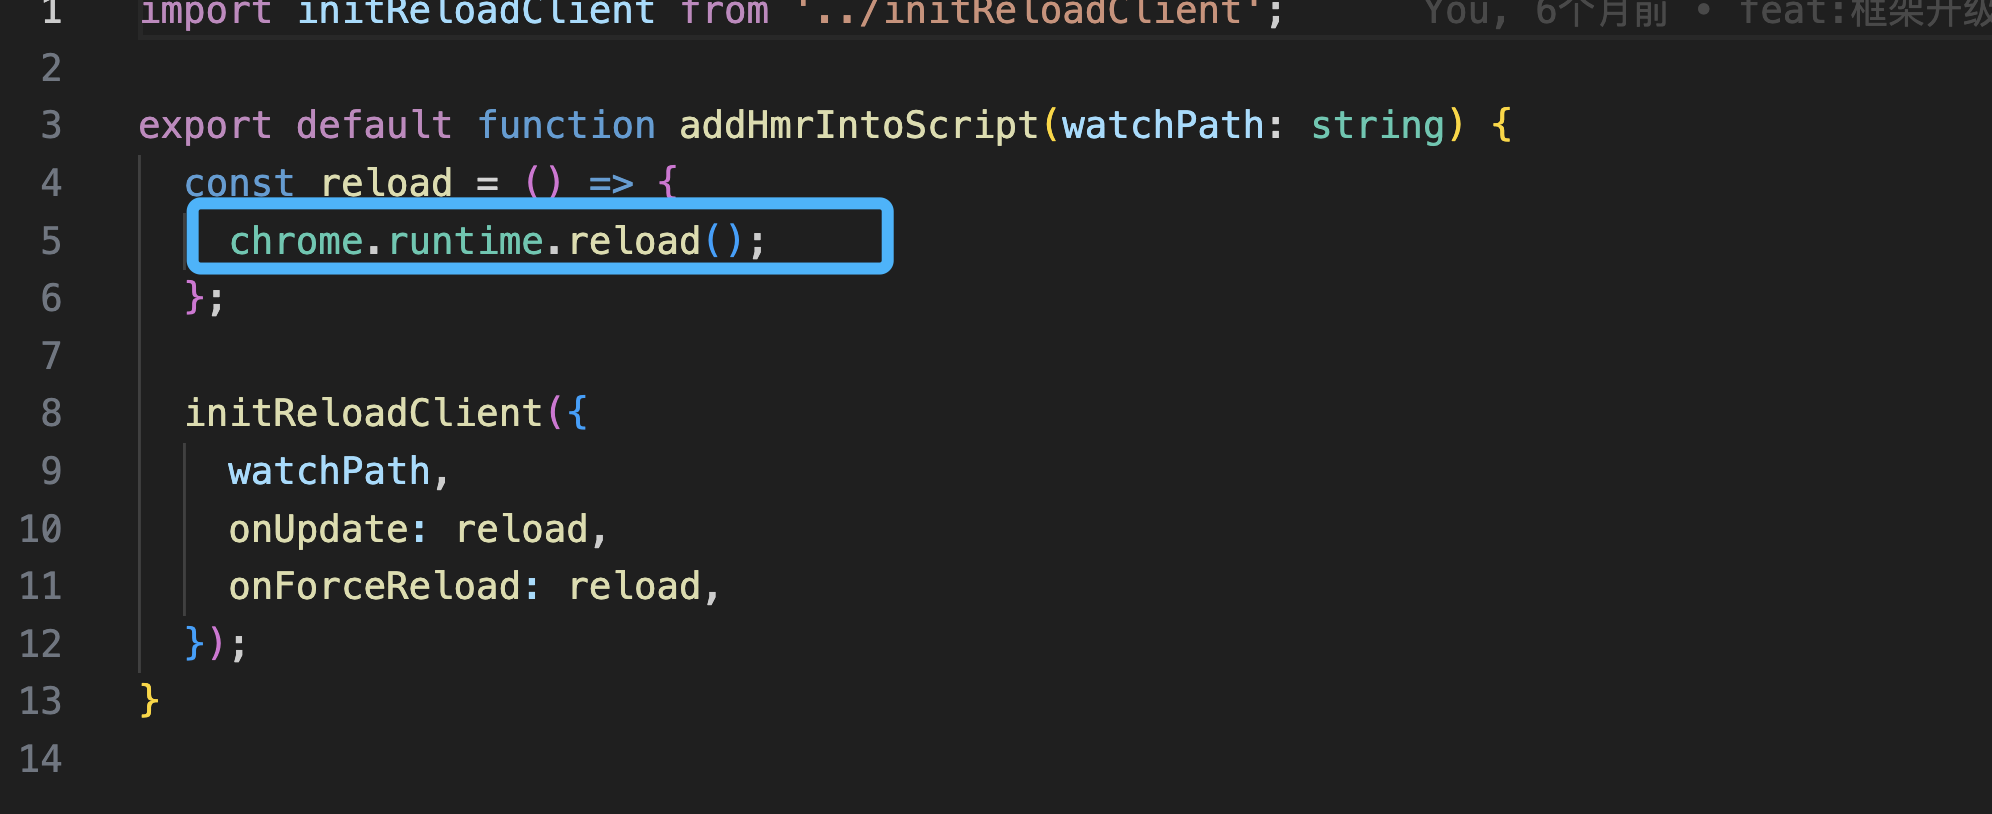 1 import initReloadClient from '../initReloadClient'; You, 6个月前 • feat:框架升级
2
3 export default function addHmrIntoScript(watchPath: string) {
4 const reload = () => {
5 chrome.runtime.reload();
6 };
7
8 initReloadClient({
9 watchPath,
10 onUpdate: reload,
11 onForceReload: reload,
12 });
13 }
14